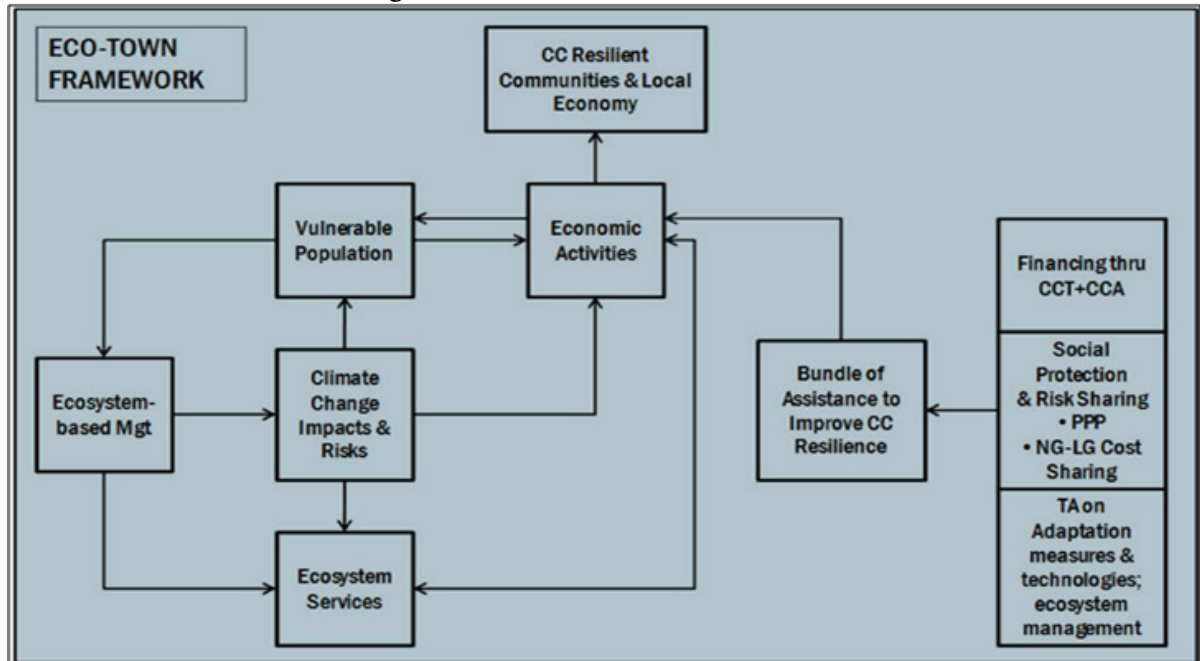 ECO-TOWN
FRAMEWORK
CC Resilient
Communities & Local
Economy
Vulnerable
Population
Economic
Activities
Financing thru
CCT+CCA
Ecosystem-
based Mgt
Climate
Change
Impacts &
Risks
Bundle of
Assistance to
Improve CC
Resilience
Social
Protection
& Risk Sharing
• PPP
• NG-LG Cost
Sharing
Ecosystem
Services
TA on
Adaptation
measures &
technologies;
ecosystem
management